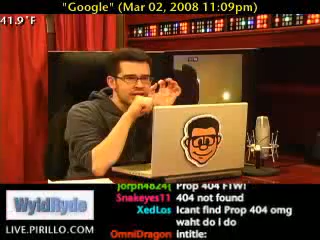 "Google" (Mar 02, 2008 11:09pm)
41.9°F
Jorph4824( Prop 404 FTW!
Snakeyes11 404 not found
XedLos Icant find Prop 404 omg
waht do i do
OmniDragon intitle:
WyldRyde
LIVE.PIRILLO.COM